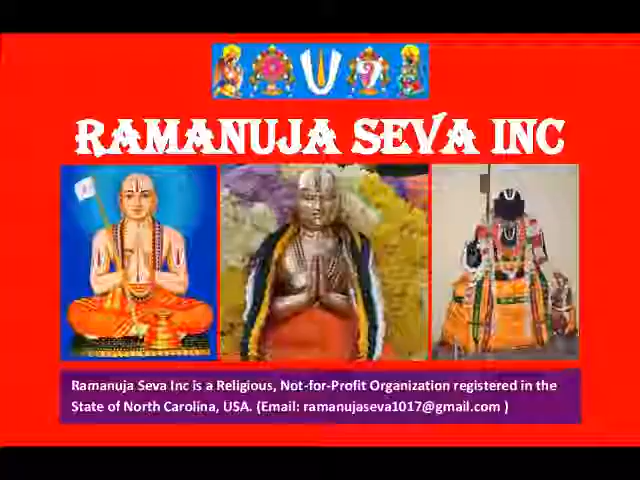 RAMANUJA SEVA INC
Ramanuja Seva Inc is a Religious, Not-for-Profit Organization registered in the
State of North Carolina, USA. (Email: ramanujaseva1017@gmail.com )